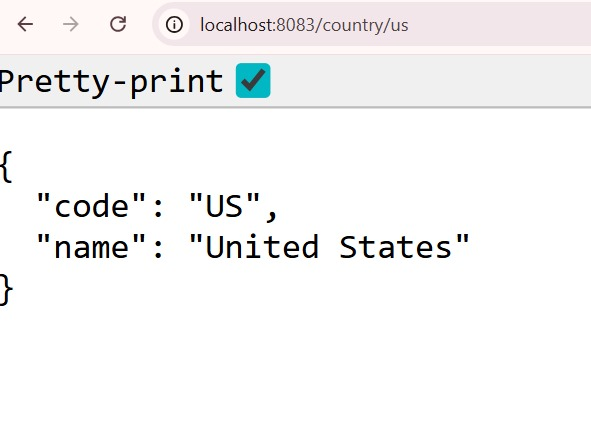 localhost:8083/country/us
Pretty-print
{
  "code": "US",
  "name": "United States"
}